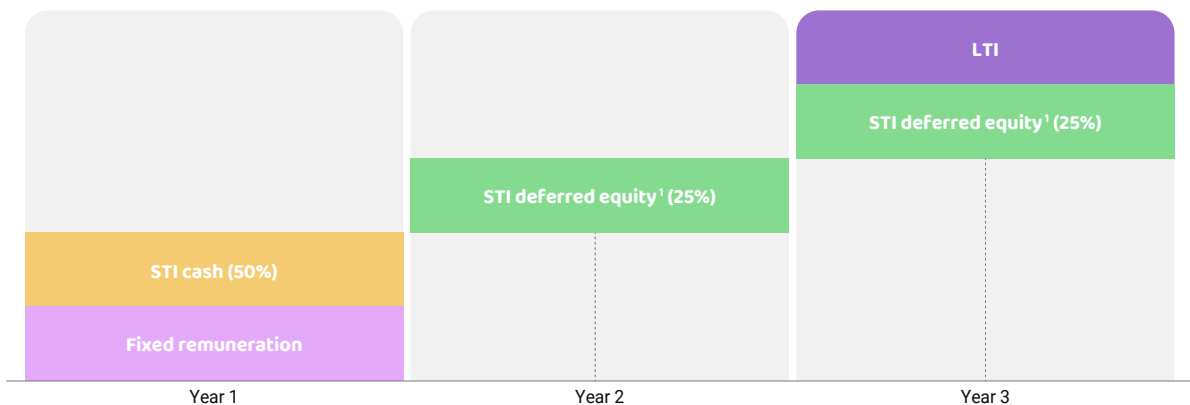 LTI
STI deferred equity¹ (25%)
STI deferred equity¹ (25%)
STI cash (50%)
Fixed remuneration
Year 1
Year 2
Year 3